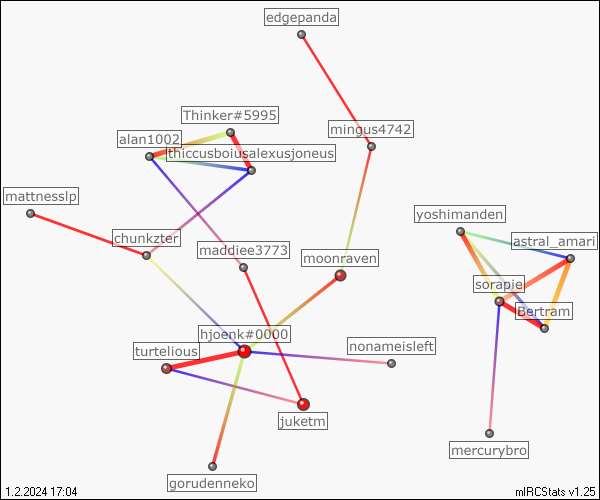 edgepanda
Thinker#5995
mingus4742
alan1002
thiccusboiusalexusjoneus
mattnesslp
yoshimanden
chunkzter
astral_amari
maddiee3773
moonraven
sorapie
Bertram
hjoenk#0000
turtelious
nonameisleft
juketm
mercurybro
gorudenneko
1.2.2024 17:04
mIRCStats v1.25